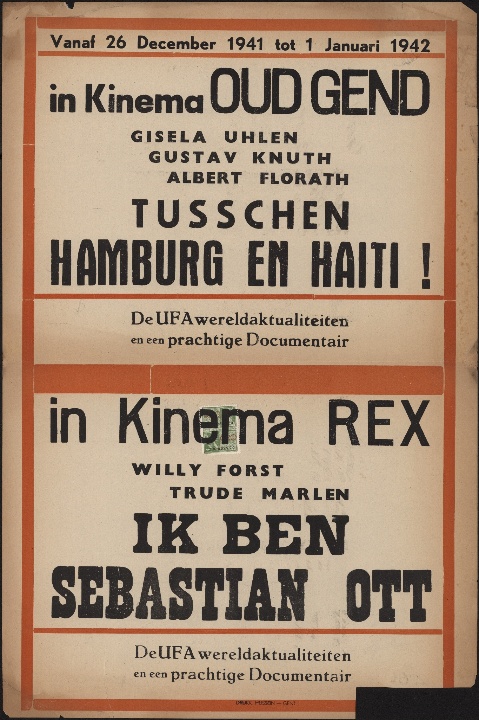 Vanaf 26 December 1941 tot 1 Januari 1942
in Kinema OUD GEND
GISELA UHLEN
GUSTAV KNUTH
ALBERT FLORATH
TUSSCHEN
HAMBURG EN HAITI !
De UFA wereldaktualiteiten
en een prachtige Documentair
in Kinema REX
WILLY FORST
TRUDE MARLEN
IK BEN
SEBASTIAN OTT
De UFA wereldaktualiteiten
en een prachtige Documentair